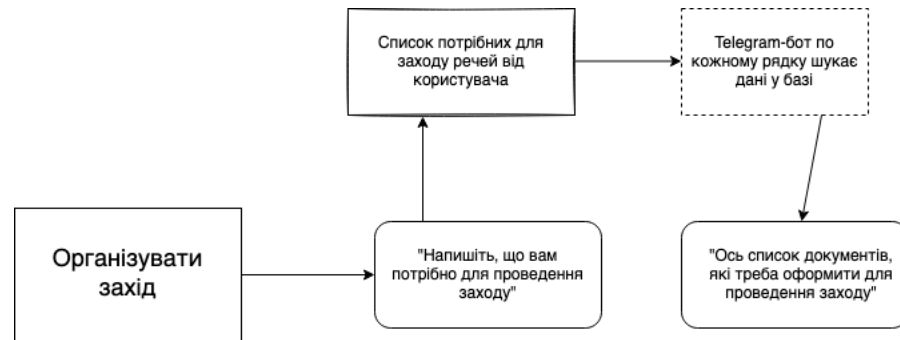 Список потрібних для
заходу речей від
користувача
Telegram-бот по
кожному рядку шукає
дані у базі
Організувати
захід
"Напишіть, що вам
потрібно для проведення
заходу"
"Ось список документів,
які треба оформити для
проведення заходу"